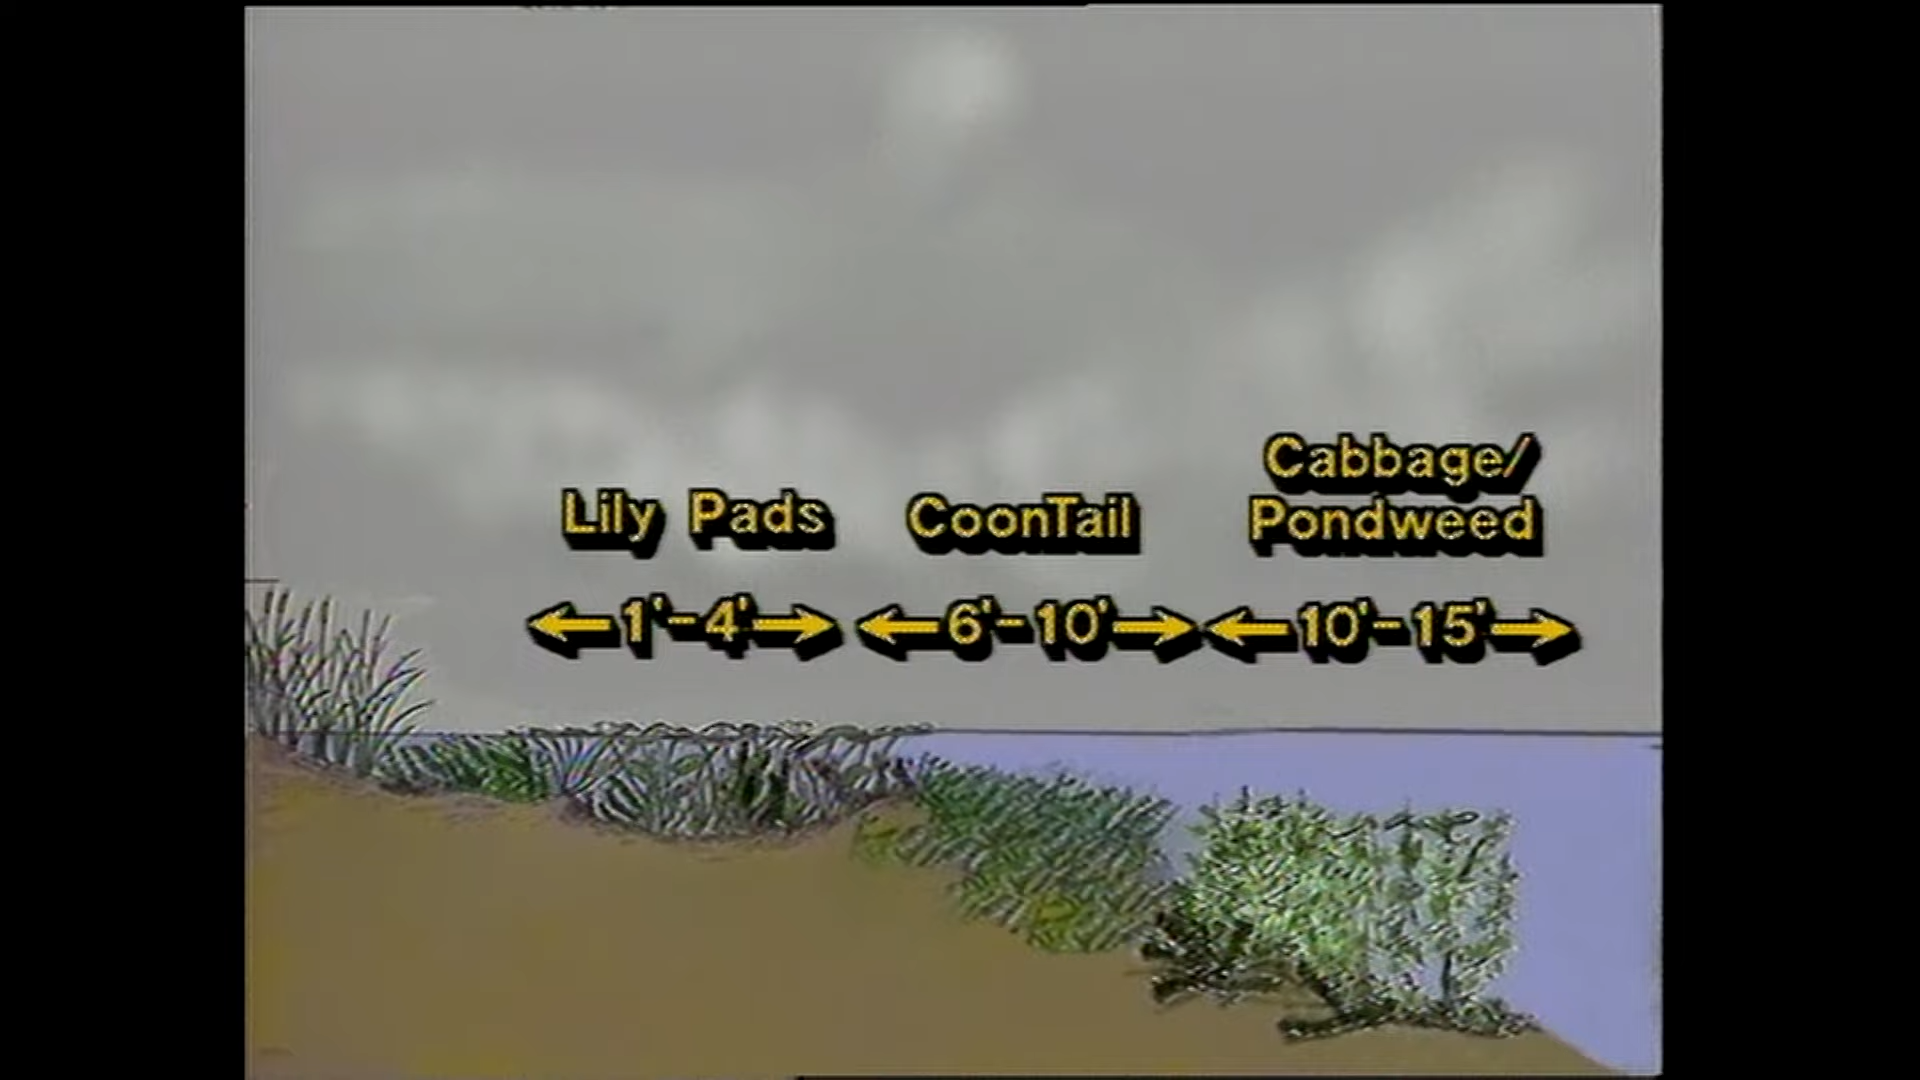 Lily Pads
CoonTail
Cabbage/
Pondweed
1'-4'
6'-10'
10'-15'